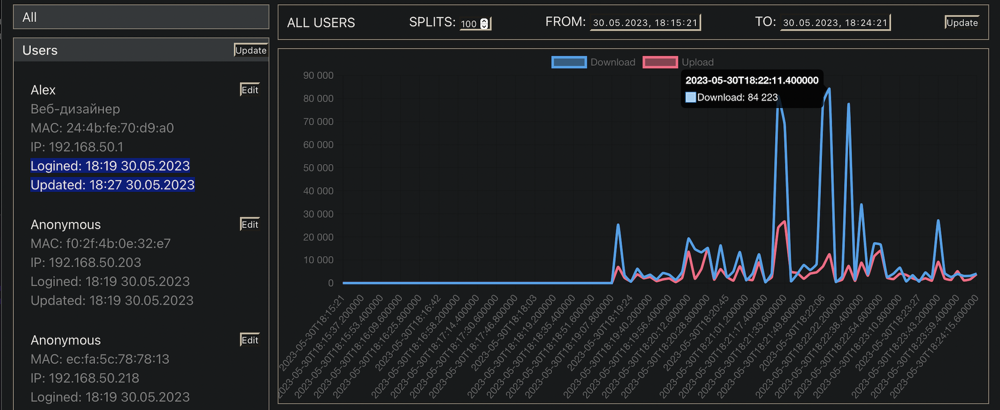 All
Users
Update
Alex
Edit
Веб-дизайнер
MAC: 24:4b:fe:70:d9:a0
IP: 192.168.50.1
Logined: 18:19 30.05.2023
Updated: 18:27 30.05.2023
Anonymous
Edit
MAC: f0:2f:4b:0e:32:e7
IP: 192.168.50.203
Logined: 18:19 30.05.2023
Updated: 18:19 30.05.2023
Anonymous
Edit
MAC: ec:fa:5c:78:78:13
IP: 192.168.50.218
Logined: 18:19 30.05.2023
ALL USERS
SPLITS: 100
FROM: 30.05.2023, 18:15:21
TO: 30.05.2023, 18:24:21
Update
Download
Upload
2023-05-30T18:22:11.400000
Download: 84 223
90 000
80 000
70 000
60 000
50 000
40 000
30 000
20 000
10 000
0
2023-05-30T18:15:21
2023-05-30T18:15:37.200000
2023-05-30T18:15:53.400000
2023-05-30T18:16:09.600000
2023-05-30T18:16:25.800000
2023-05-30T18:16:42
2023-05-30T18:16:58.200000
2023-05-30T18:17:14.400000
2023-05-30T18:17:30.600000
2023-05-30T18:17:46.800000
2023-05-30T18:18:03
2023-05-30T18:18:19.200000
2023-05-30T18:18:35.400000
2023-05-30T18:18:51.600000
2023-05-30T18:19:07.800000
2023-05-30T18:19:24
2023-05-30T18:19:40.200000
2023-05-30T18:19:56.400000
2023-05-30T18:20:12.600000
2023-05-30T18:20:28.800000
2023-05-30T18:20:45
2023-05-30T18:21:01.200000
2023-05-30T18:21:17.400000
2023-05-30T18:21:33.600000
2023-05-30T18:21:49.800000
2023-05-30T18:22:06
2023-05-30T18:22:22.200000
2023-05-30T18:22:38.400000
2023-05-30T18:22:54.600000
2023-05-30T18:23:10.800000
2023-05-30T18:23:27
2023-05-30T18:23:43.200000
2023-05-30T18:23:59.400000
2023-05-30T18:24:15.600000